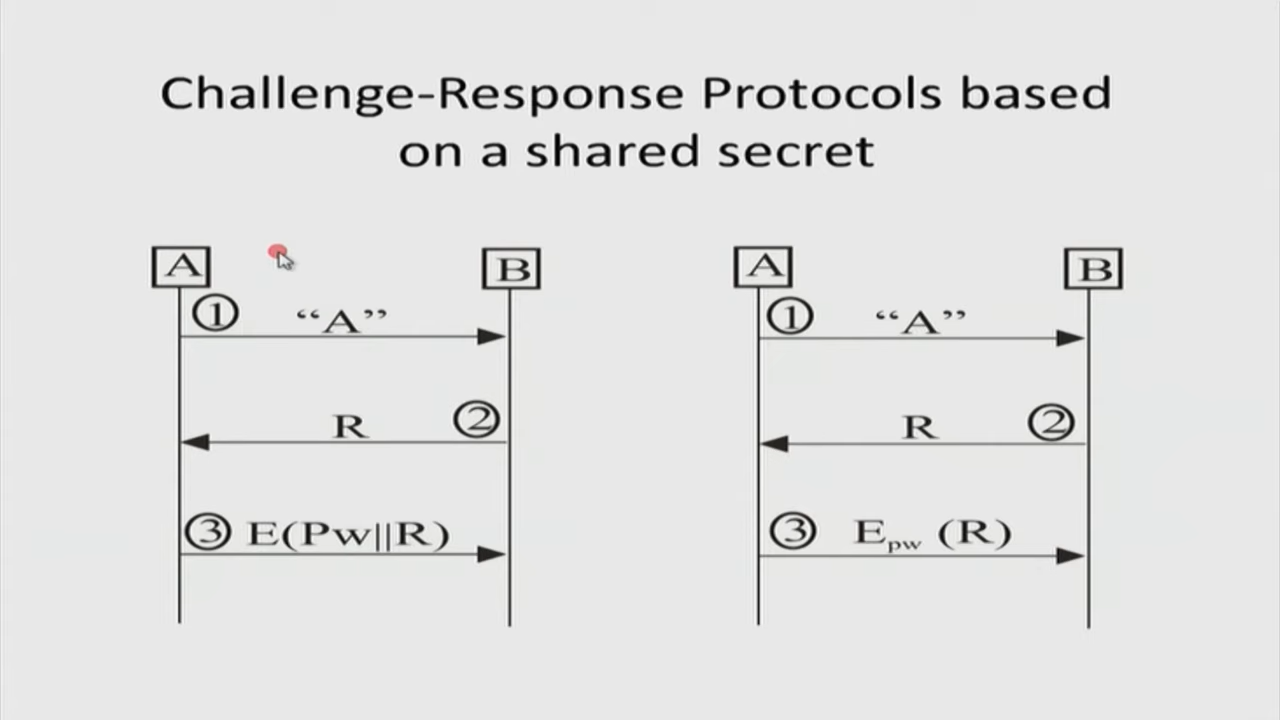 Challenge-Response Protocols based
on a shared secret
A
B
① “A”
R ②
③ E(Pw||R)
A
B
① “A”
R ②
③ Epw (R)